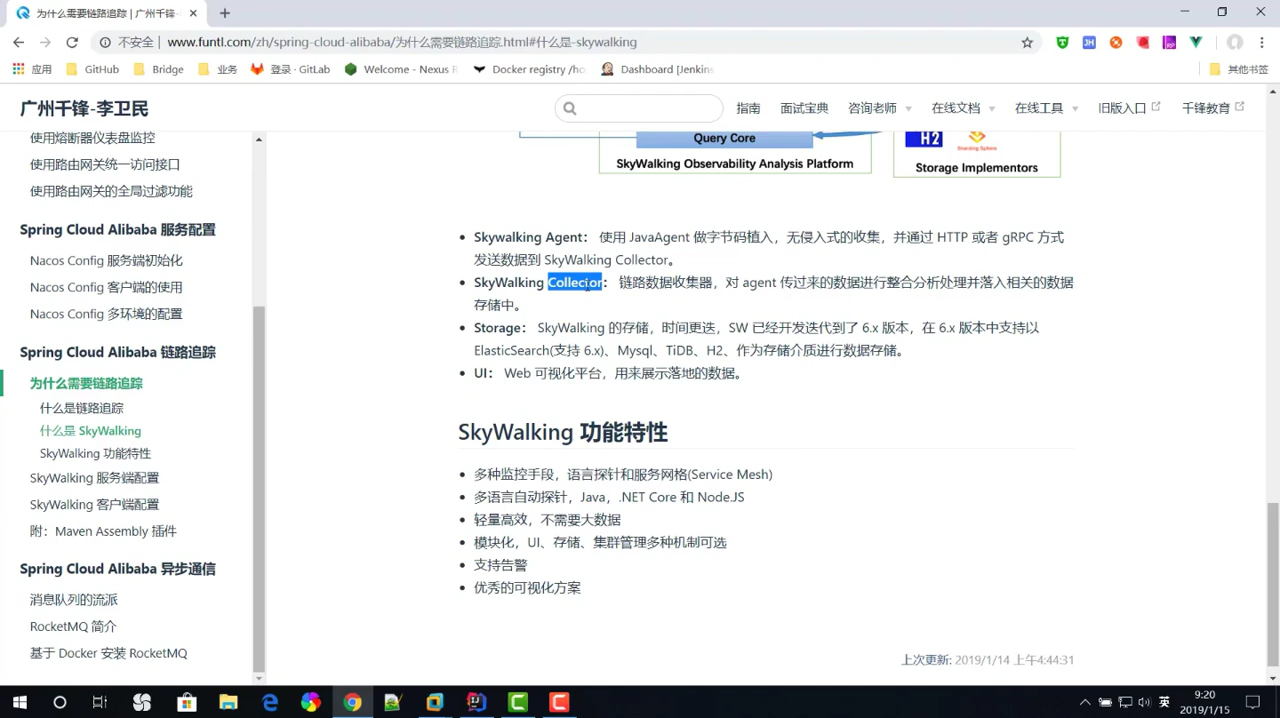 为什么需要链路追踪 | 广州千锋-
不安全 | www.funtl.com/zh/spring-cloud-alibaba/为什么需要链路追踪.html#什么是-skywalking
应用 GitHub Bridge 业务 登录 · GitLab Welcome - Nexus R Docker registry /ho Dashboard [Jenkins 其他书签
广州千锋-李卫民
指南 面试宝典 咨询老师 在线文档 在线工具 旧版入口 千锋教育
使用熔断器仪表盘监控
使用路由网关统一访问接口
使用路由网关的全局过滤功能
Spring Cloud Alibaba 服务配置
Nacos Config 服务端初始化
Nacos Config 客户端的使用
Nacos Config 多环境的配置
Spring Cloud Alibaba 链路追踪
为什么需要链路追踪
什么是链路追踪
什么是 SkyWalking
SkyWalking 功能特性
SkyWalking 服务端配置
SkyWalking 客户端配置
附：Maven Assembly 插件
Spring Cloud Alibaba 异步通信
消息队列的流派
RocketMQ 简介
基于 Docker 安装 RocketMQ
Query Core
SkyWalking Observability Analysis Platform
H2
Sharding Sphere
Storage Implementors
Skywalking Agent： 使用 JavaAgent 做字节码植入，无侵入式的收集，并通过 HTTP 或者 gRPC 方式
发送数据到 SkyWalking Collector。
SkyWalking Collector： 链路数据收集器，对 agent 传过来的数据进行整合分析处理并落入相关的数据
存储中。
Storage： SkyWalking 的存储，时间更迭，SW 已经开发迭代到了 6.x 版本，在 6.x 版本中支持以
ElasticSearch(支持 6.x)、Mysql、TiDB、H2、作为存储介质进行数据存储。
UI： Web 可视化平台，用来展示落地的数据。
SkyWalking 功能特性
多种监控手段，语言探针和服务网格(Service Mesh)
多语言自动探针，Java，.NET Core 和 Node.JS
轻量高效，不需要大数据
模块化，UI、存储、集群管理多种机制可选
支持告警
优秀的可视化方案
上次更新: 2019/1/14 上午4:44:31
英
9:20
2019/1/15